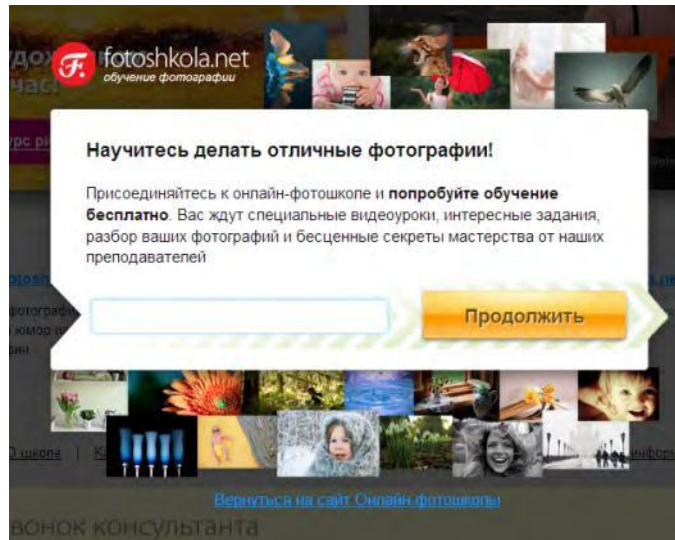 fotoshkola.net
обучение фотографии
Научитесь делать отличные фотографии!
Присоединяйтесь к онлайн-фотошколе и попробуйте обучение
бесплатно. Вас ждут специальные видеоуроки, интересные задания,
разбор ваших фотографий и бесценные секреты мастерства от наших
преподавателей
Продолжить
школе |
Вернуться на сайт Онлайн-фотошколы
консультанта